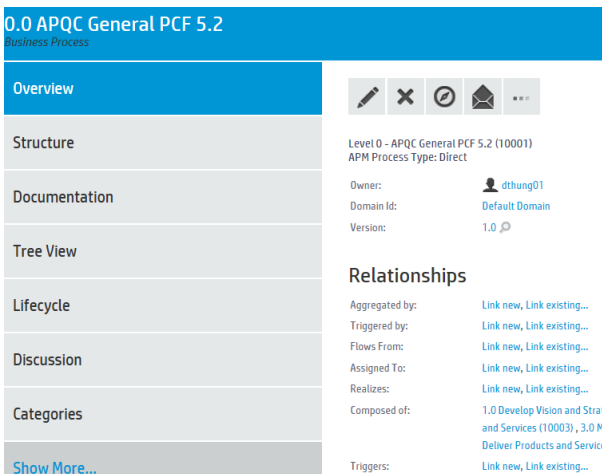 0.0 APQC General PCF 5.2
Business Process
Overview
Structure
Documentation
Tree View
Lifecycle
Discussion
Categories
Show More...
Level 0 - APQC General PCF 5.2 (10001)
APM Process Type: Direct
Owner: dthung01
Domain Id: Default Domain
Version: 1.0
Relationships
Aggregated by: Link new, Link existing...
Triggered by: Link new, Link existing...
Flows From: Link new, Link existing...
Assigned To: Link new, Link existing...
Realizes: Link new, Link existing...
Composed of: 1.0 Develop Vision and
and Services (10003) , 3.0
Deliver Products and
Triggers: Link new, Link existing...